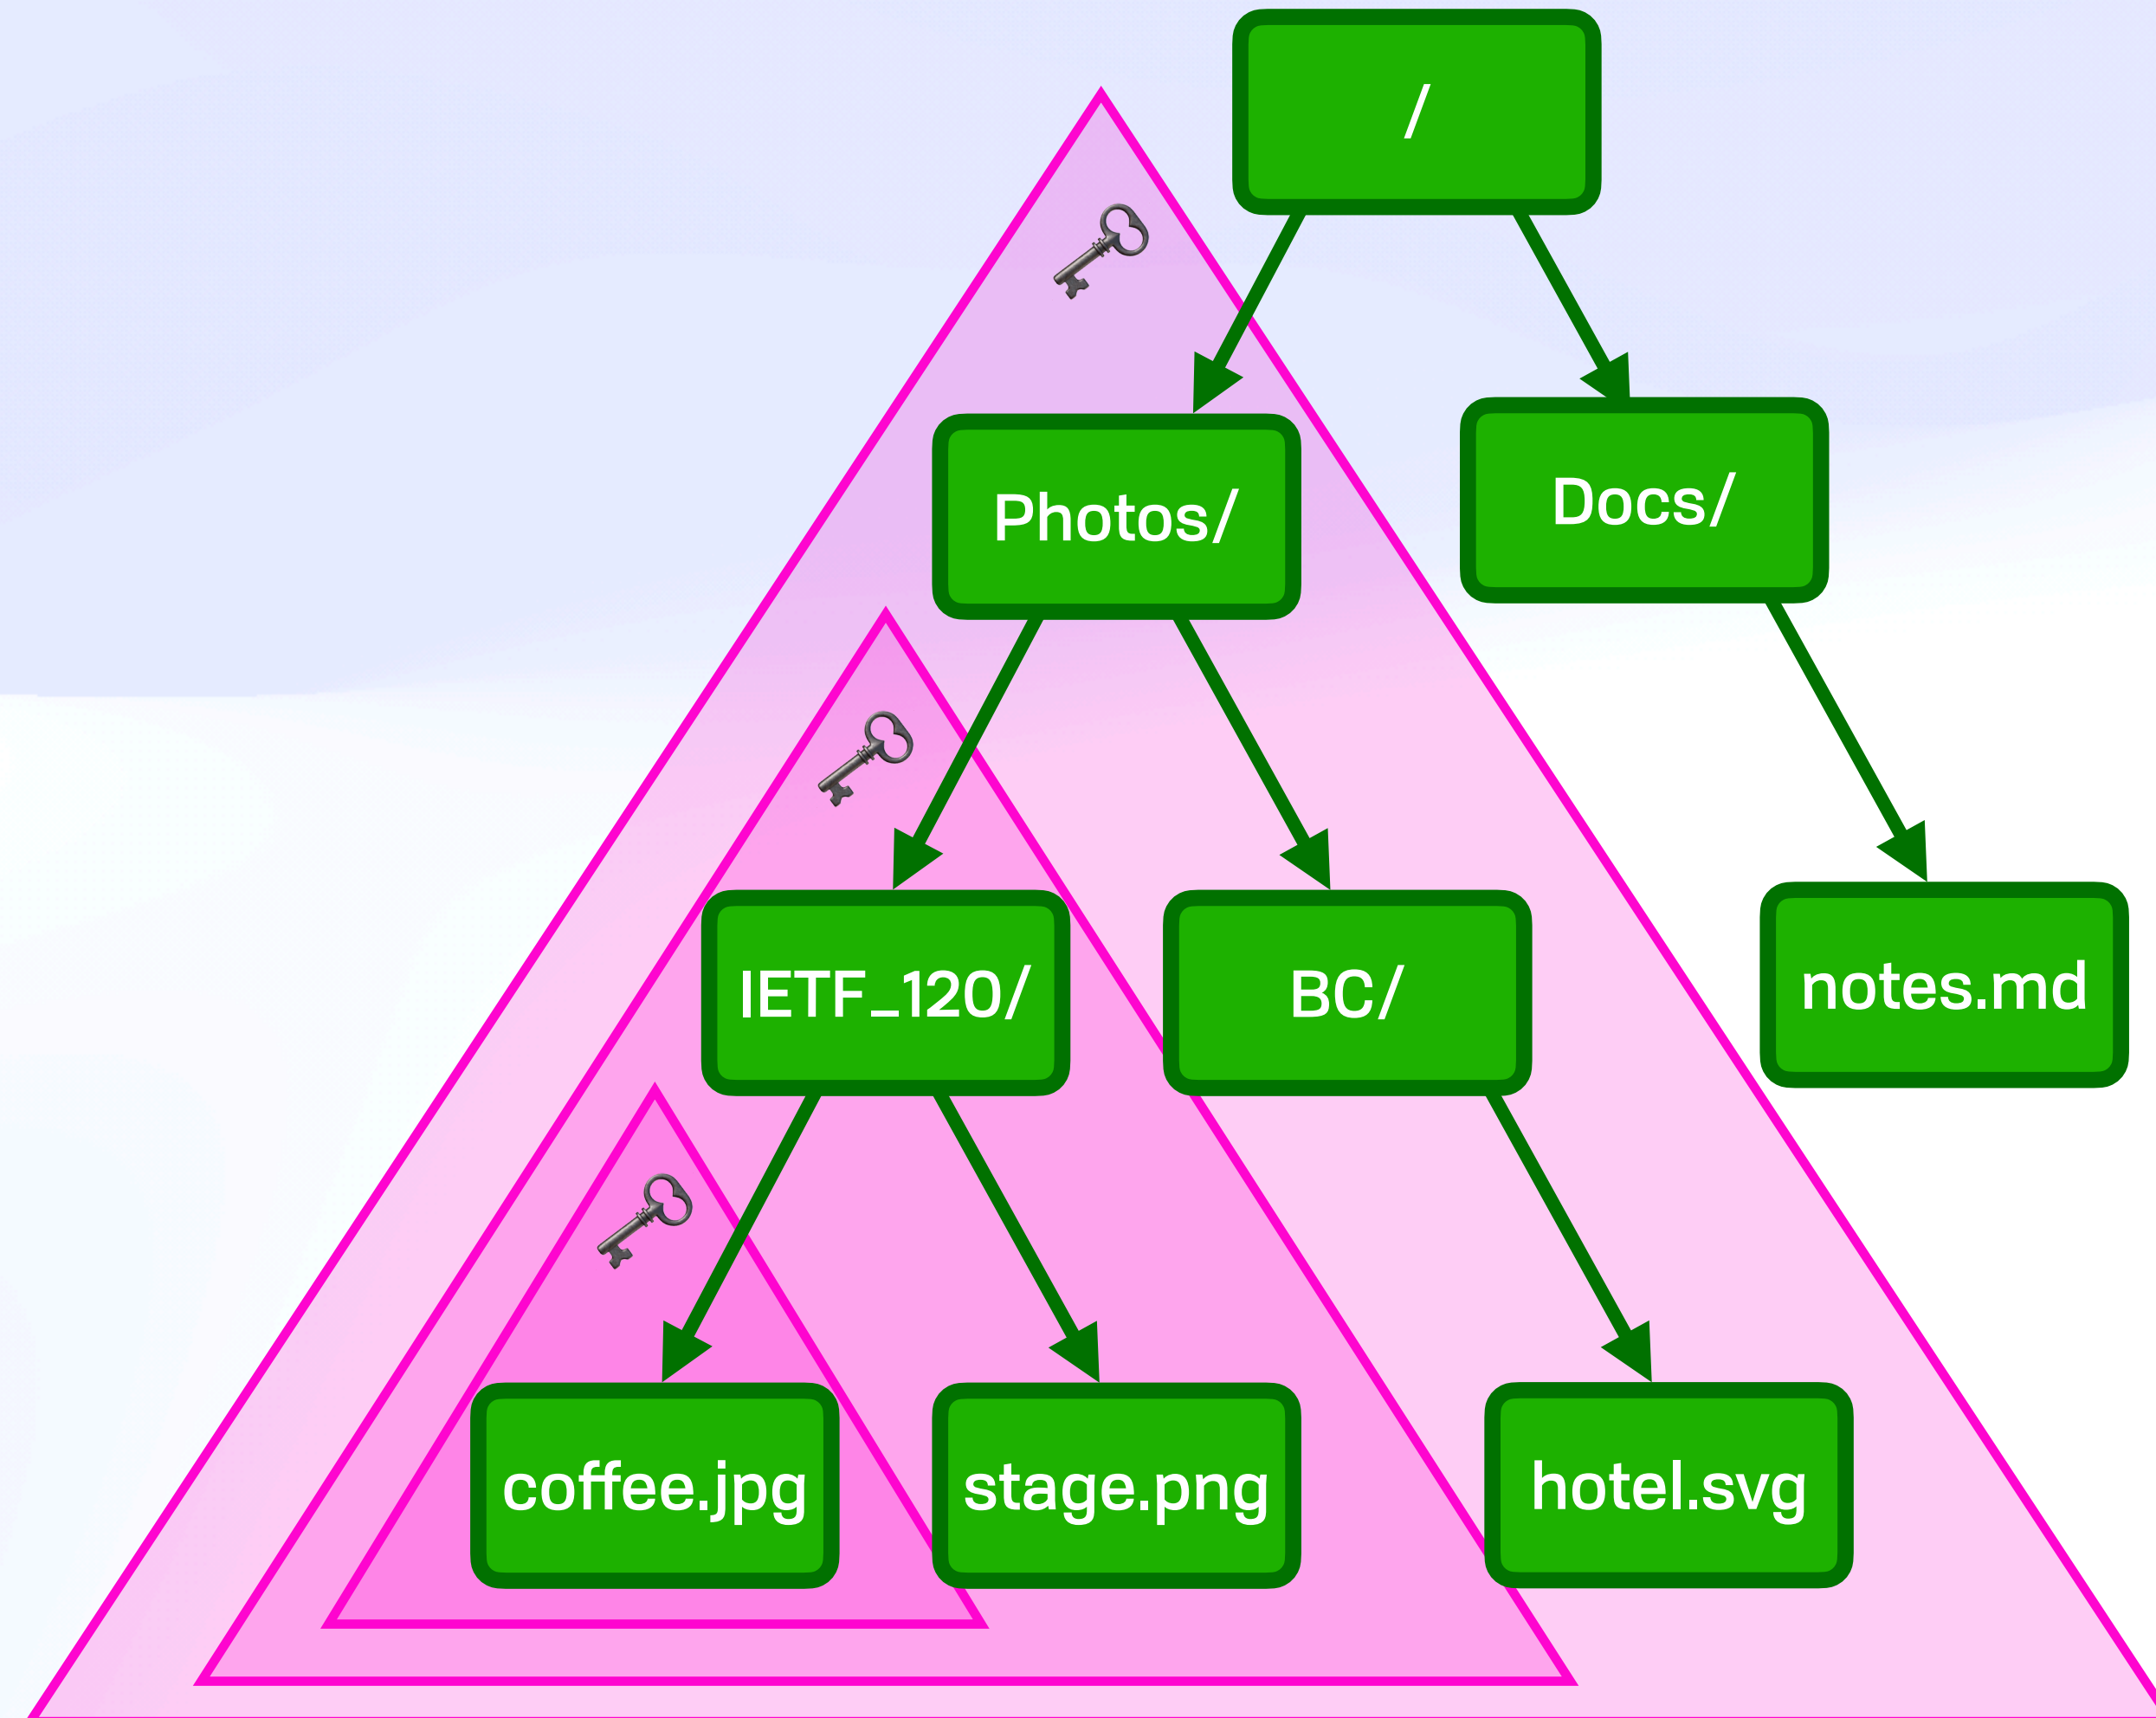 /
Photos/
Docs/
IETF_120/
BC/
notes.md
coffee.jpg
stage.png
hotel.svg